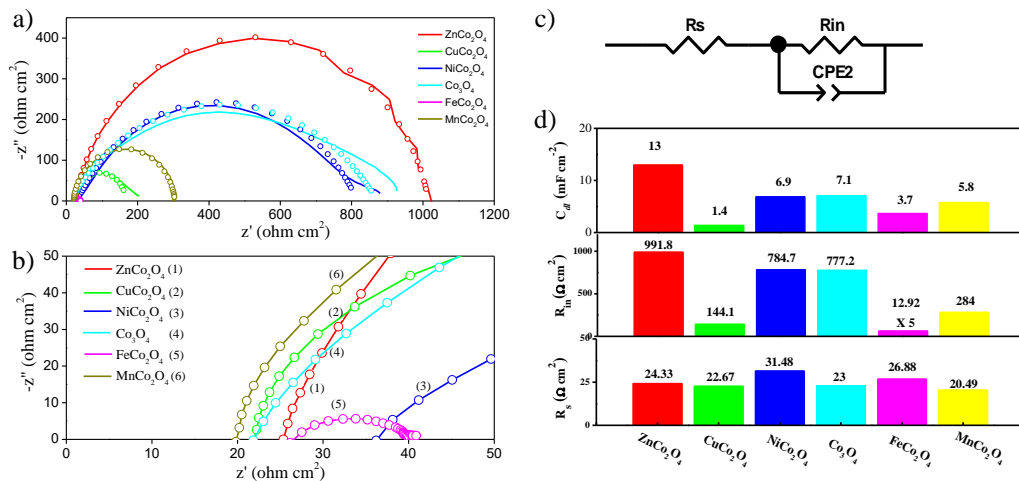 a)
-z'' (ohm cm²)
400
300
200
100
0
0 200 400 600 800 1000 1200
z' (ohm cm²)
ZnCo₂O₄
CuCo₂O₄
NiCo₂O₄
Co₃O₄
FeCo₂O₄
MnCo₂O₄
b)
-z'' (ohm cm²)
50
40
30
20
10
0
0 10 20 30 40 50
z' (ohm cm²)
ZnCo₂O₄ (1)
CuCo₂O₄ (2)
NiCo₂O₄ (3)
Co₃O₄ (4)
FeCo₂O₄ (5)
MnCo₂O₄ (6)
(6)
(2)
(4)
(1)
(3)
(5)
c)
Rs Rin
CPE2
d)
C_dl (mF cm⁻²)
20
10
0
13 1.4 6.9 7.1 3.7 5.8
R_in (Ω cm²)
1000
500
991.8 144.1 784.7 777.2 12.92 284
X 5
R_s (Ω cm²)
50
25
0
24.33 22.67 31.48 23 26.88 20.49
ZnCo₂O₄ CuCo₂O₄ NiCo₂O₄ Co₃O₄ FeCo₂O₄ MnCo₂O₄